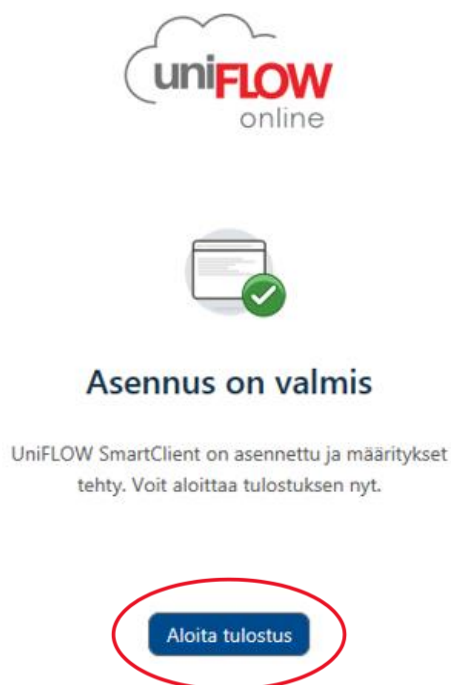 uniFLOW
online
Asennus on valmis
UniFLOW SmartClient on asennettu ja määritykset
tehty. Voit aloittaa tulostuksen nyt.
Aloita tulostus